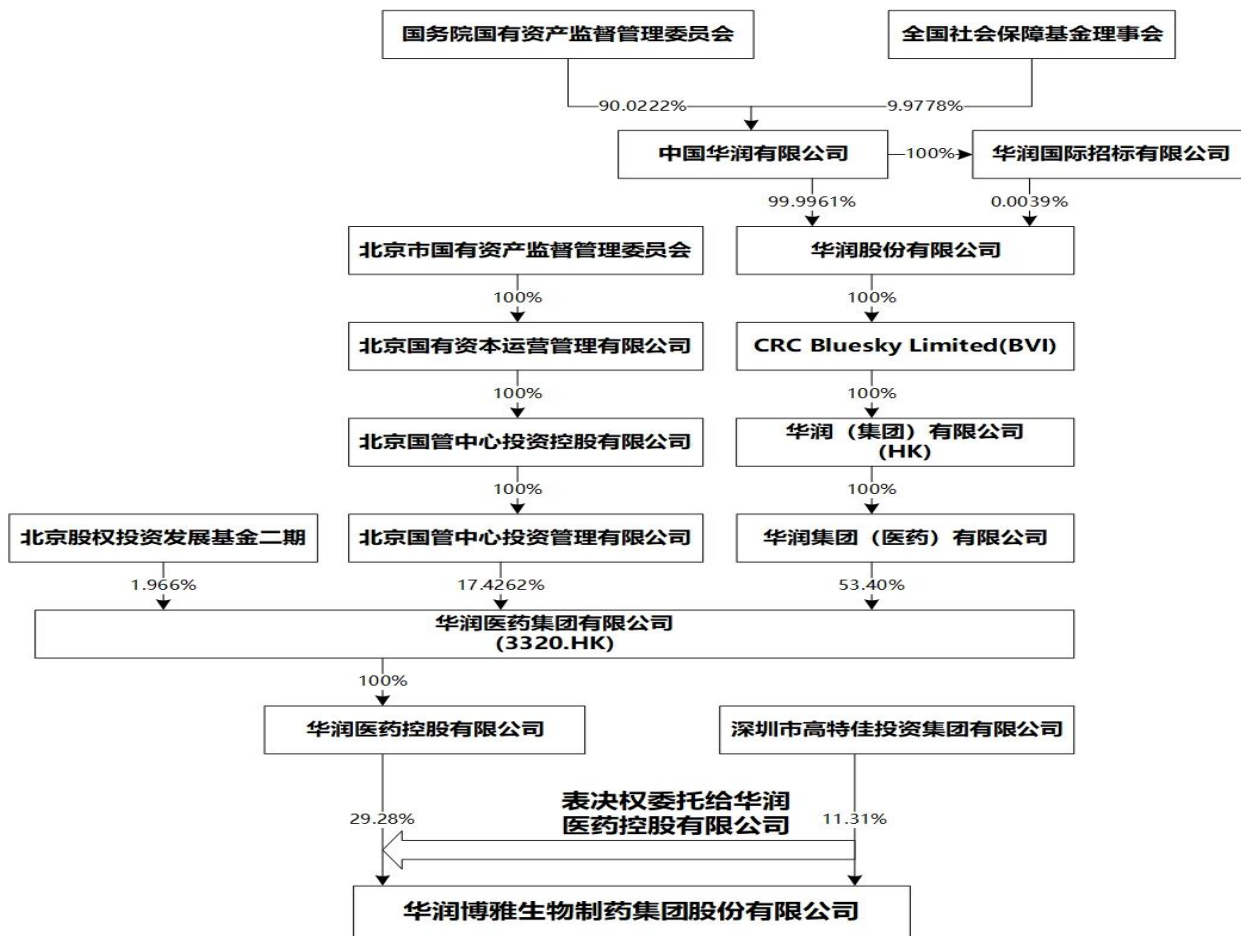 国务院国有资产监督管理委员会
全国社会保障基金理事会
90.0222%
9.9778%
中国华润有限公司
100%
华润国际招标有限公司
99.9961%
0.0039%
北京市国有资产监督管理委员会
华润股份有限公司
100%
100%
北京国有资本运营管理有限公司
CRC Bluesky Limited(BVI)
100%
100%
北京国管中心投资控股有限公司
华润（集团）有限公司
(HK)
100%
100%
北京股权投资发展基金二期
北京国管中心投资管理有限公司
华润集团（医药）有限公司
1.966%
17.4262%
53.40%
华润医药集团有限公司
(3320.HK)
100%
华润医药控股有限公司
深圳市高特佳投资集团有限公司
表决权委托给华润
医药控股有限公司
29.28%
11.31%
华润博雅生物制药集团股份有限公司